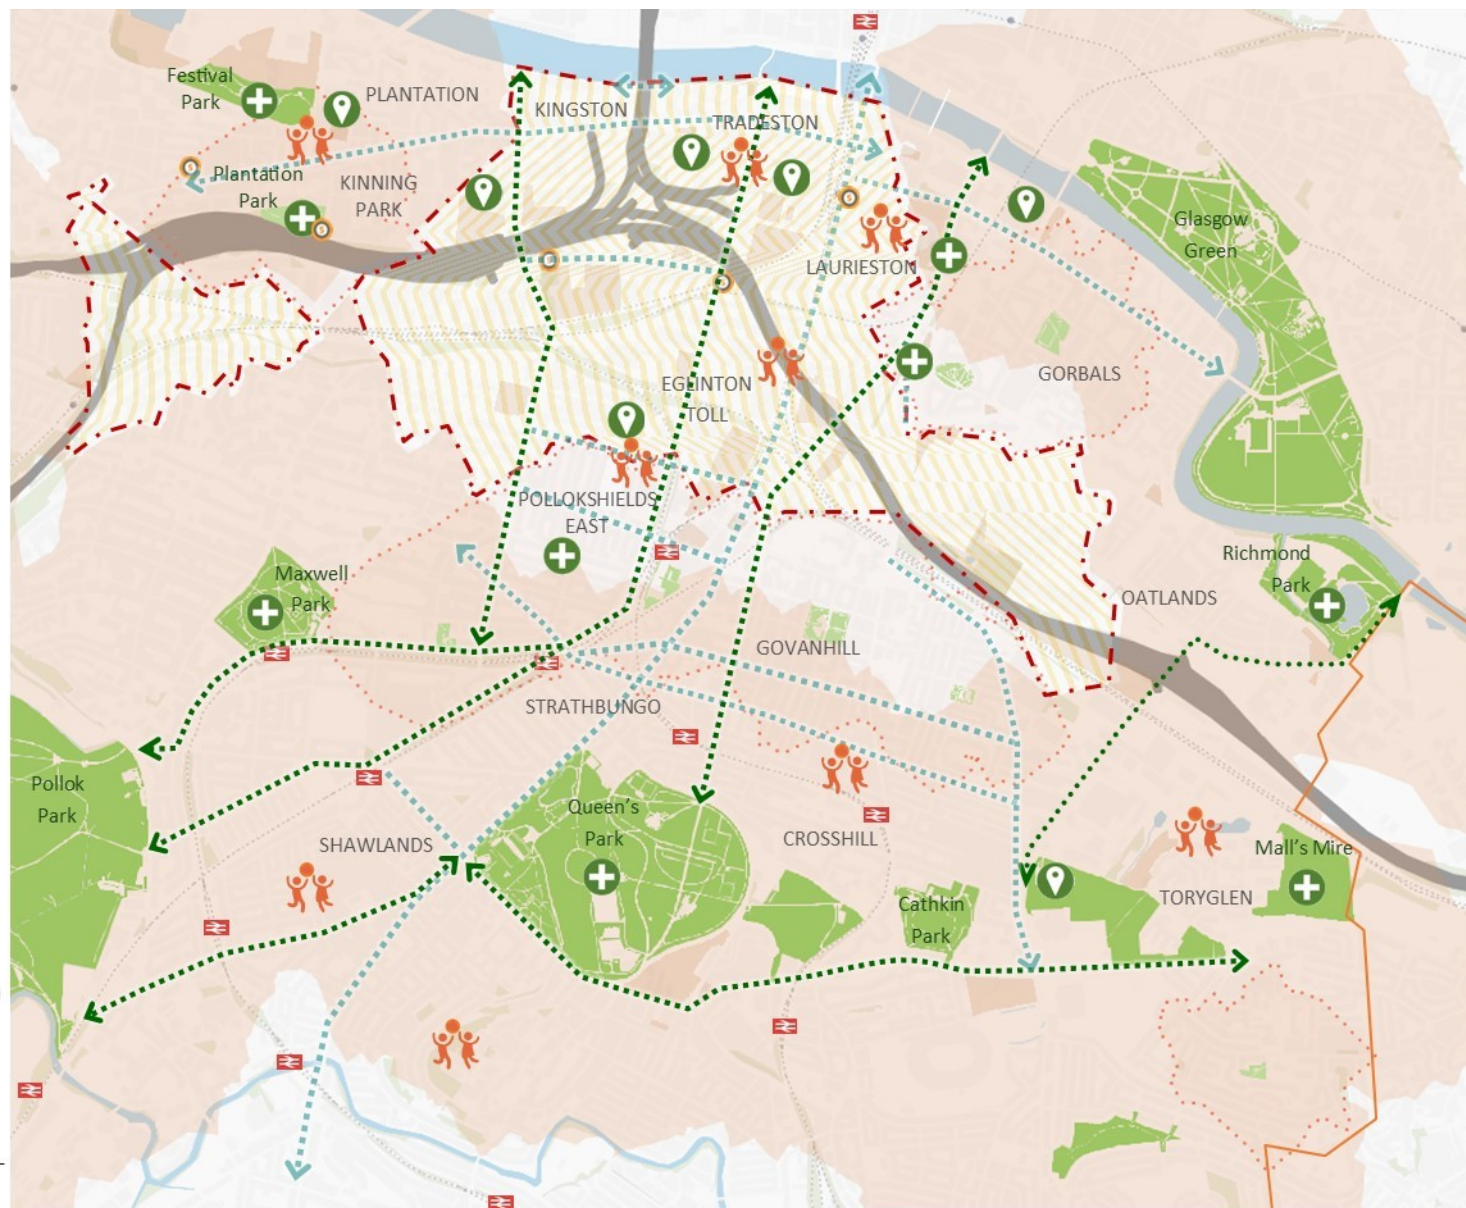 Festival
Park
PLANTATION
KINGSTON
TRADESTON
Plantation
Park
KINNING
PARK
Glasgow
Green
LAURIESTON
GORBALS
EGLINTON
TOLL
POLLOKSHIELDS
EAST
Maxwell
Park
Richmond
Park
OATLANDS
GOVANHILL
STRATHBUNGO
Pollok
Park
Queen's
Park
SHAWLANDS
CROSSHILL
Mall's Mire
Cathkin
Park
TORYGLEN